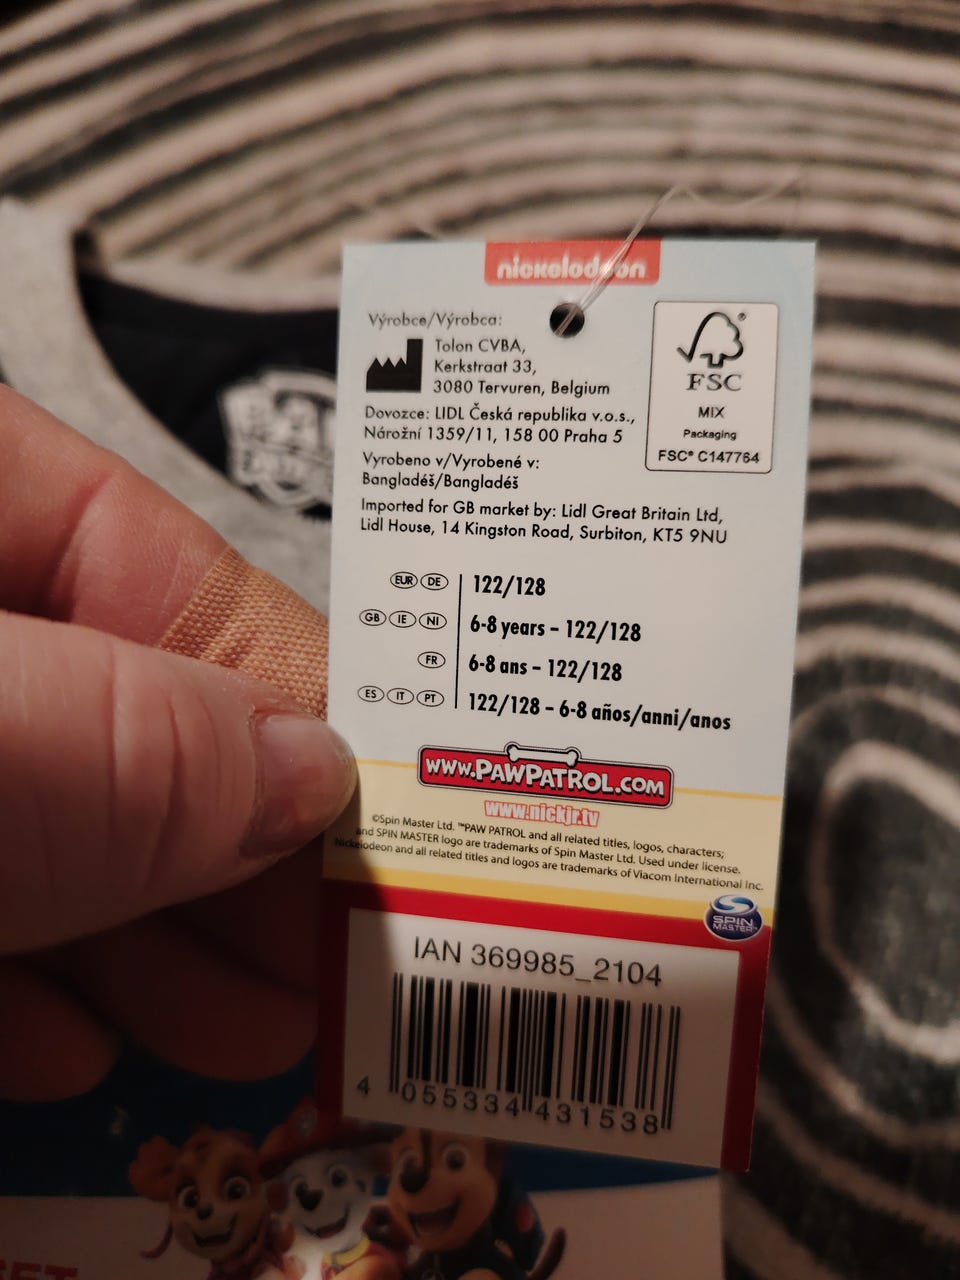 nickelodeon
Výrobce/Výrobca:
Tolon CVBA,
Kerkstraat 33,
3080 Tervuren, Belgium
Dovozce: LIDL Česká republika v.o.s.,
Nárožní 1359/11, 158 00 Praha 5
Vyrobeno v/Vyrobené v:
Bangladéš/Bangladéš
Imported for GB market by: Lidl Great Britain Ltd,
Lidl House, 14 Kingston Road, Surbiton, KT5 9NU
®
FSC
MIX
Packaging
FSC® C147764
EUR DE 122/128
GB IE NI 6-8 years - 122/128
FR 6-8 ans - 122/128
ES IT PT 122/128 - 6-8 años/anni/anos
www.PAWPATROL.COM
www.nickjr.tv
©Spin Master Ltd. ™PAW PATROL and all related titles, logos, characters;
and SPIN MASTER logo are trademarks of Spin Master Ltd. Used under license.
Nickelodeon and all related titles and logos are trademarks of Viacom International Inc.
SPIN
MASTER™
IAN 369985_2104
4 055334 431538